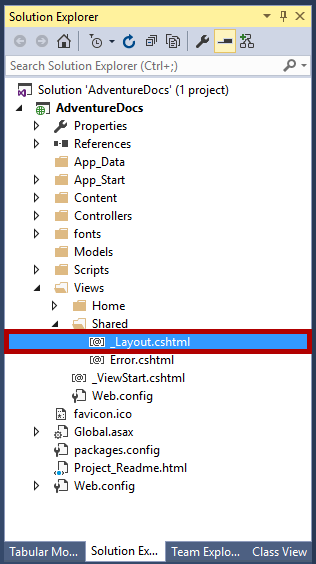 Solution Explorer
Search Solution Explorer (Ctrl+;)
Solution 'AdventureDocs' (1 project)
AdventureDocs
Properties
References
App_Data
App_Start
Content
Controllers
fonts
Models
Scripts
Views
Home
Shared
_Layout.cshtml
Error.cshtml
_ViewStart.cshtml
Web.config
favicon.ico
Global.asax
packages.config
Project_Readme.html
Web.config
Tabular Mo... Solution Ex... Team Explo... Class View